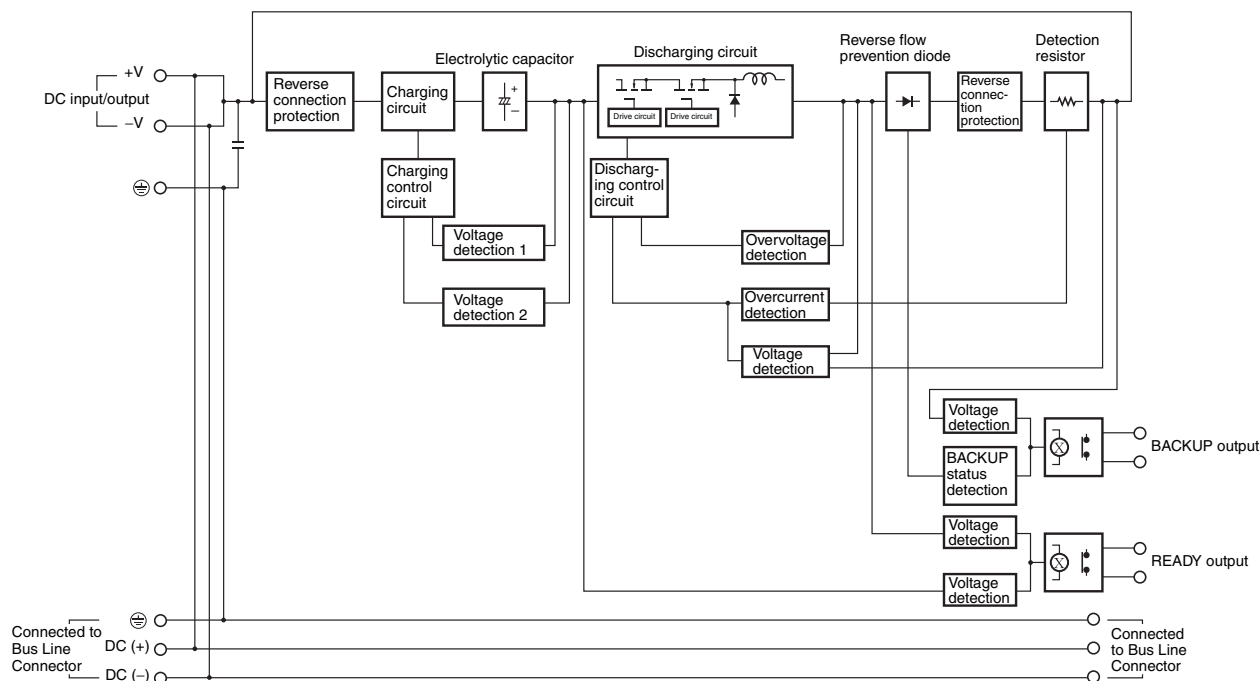 Electrolytic capacitor
Discharging circuit
Reverse flow
prevention diode
Detection
resistor
+V
DC input/output
−V
Reverse
connection
protection
Charging
circuit
+
−
Drive circuit
Drive circuit
Reverse
connec-
tion
protection
Charging
control
circuit
Discharg-
ing control
circuit
Voltage
detection 1
Overvoltage
detection
Voltage
detection 2
Overcurrent
detection
Voltage
detection
Voltage
detection
X
BACKUP output
BACKUP
status
detection
Voltage
detection
X
READY output
Voltage
detection
Connected to
Bus Line
Connector
DC (+)
DC (−)
Connected
to Bus Line
Connector